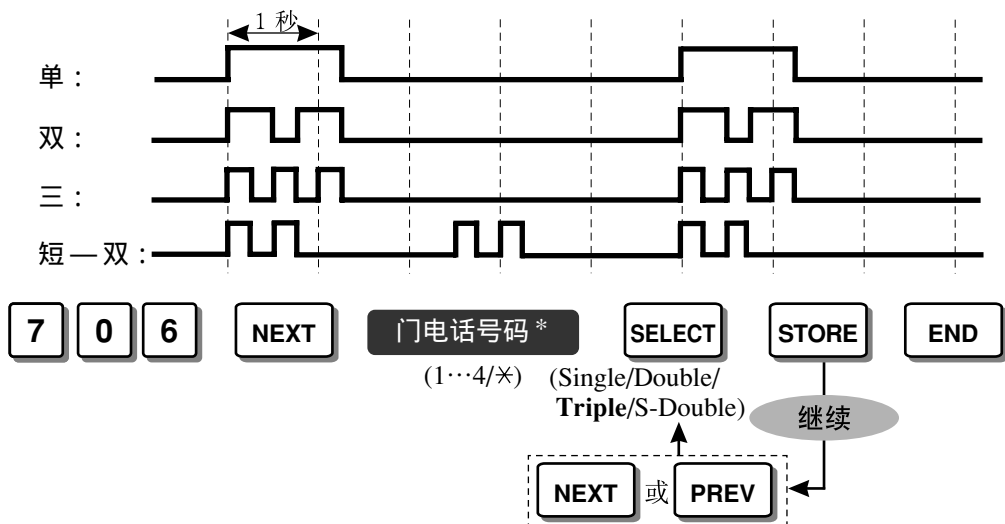 1 秒
单：
双：
三：
短—双：
7 0 6 NEXT 门电话号码* SELECT STORE END
(1···4/✳) (Single/Double/
Triple/S-Double)
继续
NEXT 或 PREV